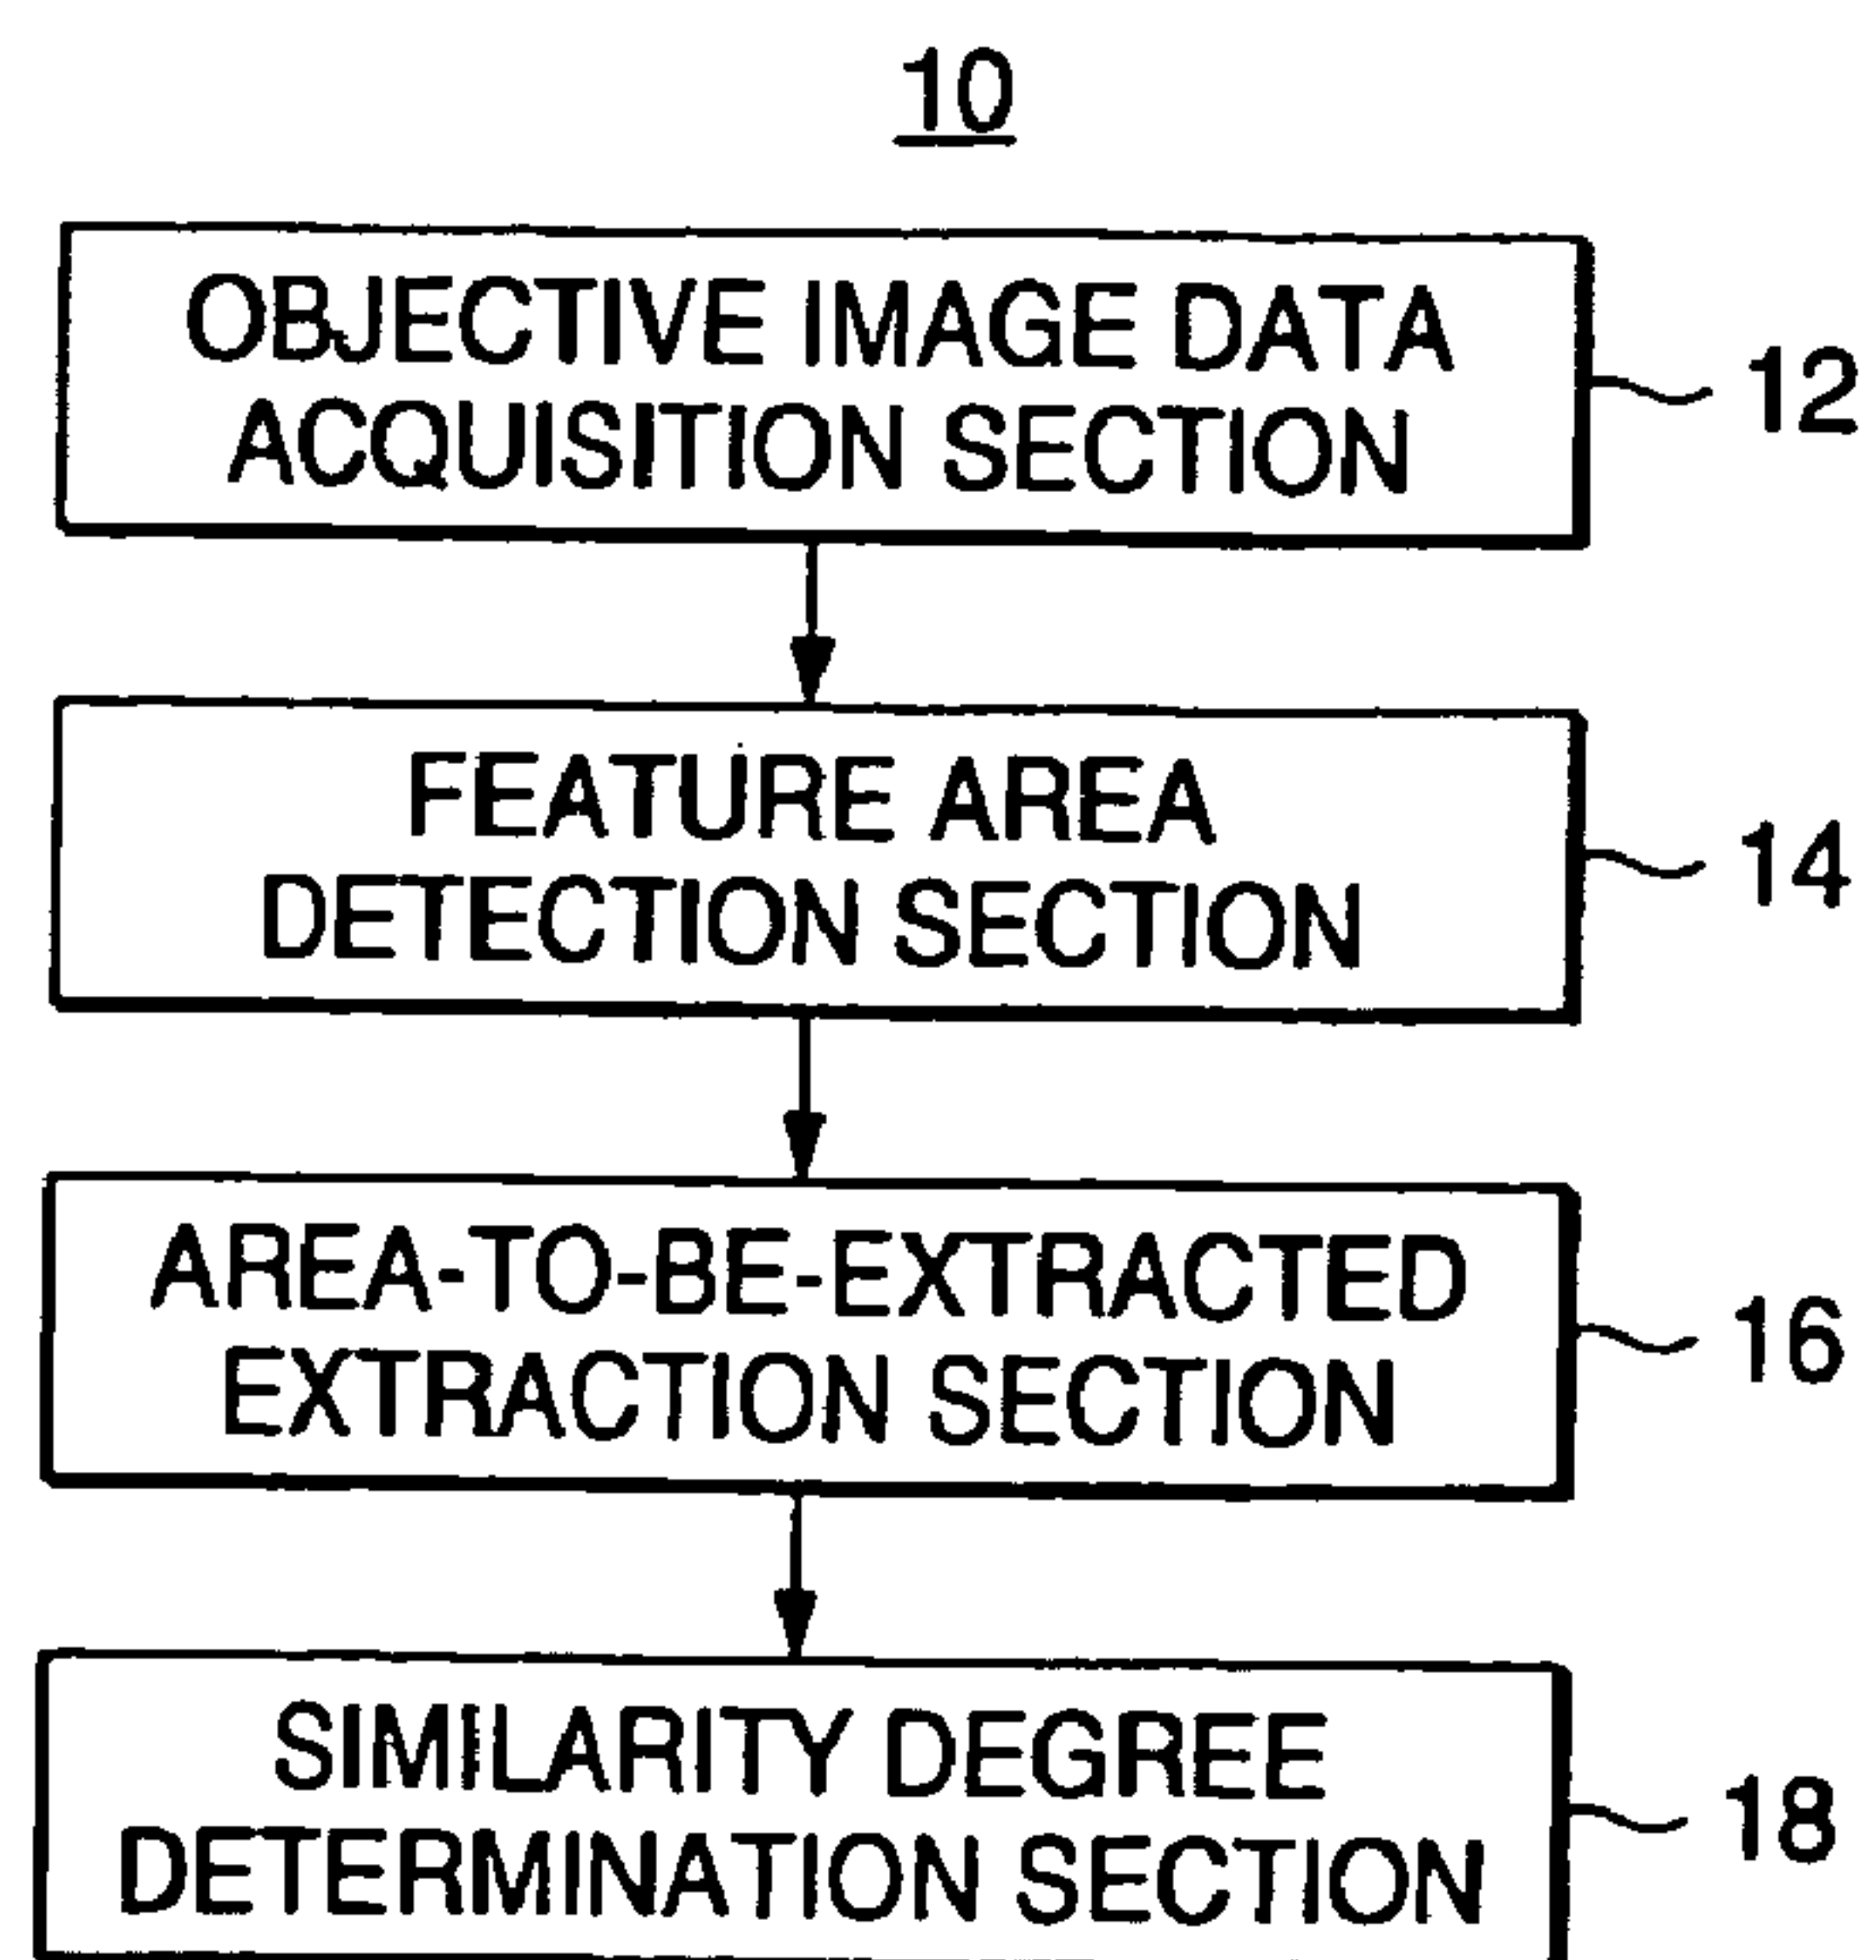 10
OBJECTIVE IMAGE DATA
ACQUISITION SECTION
12
FEATURE AREA
DETECTION SECTION
14
AREA-TO-BE-EXTRACTED
EXTRACTION SECTION
16
SIMILARITY DEGREE
DETERMINATION SECTION
18